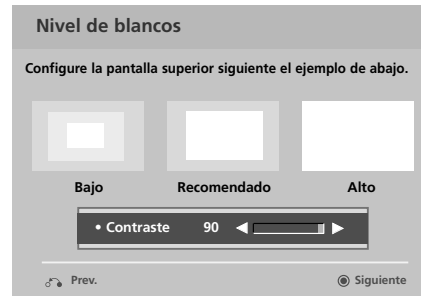 Nivel de blancos
Configure la pantalla superior siguiente el ejemplo de abajo.
Bajo Recomendado Alto
• Contraste 90
Prev. Siguiente